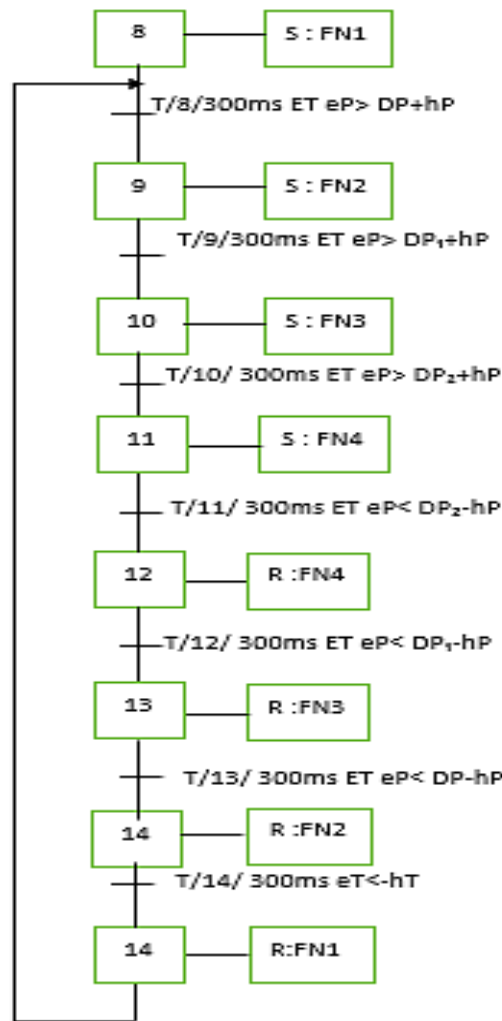 8
S : FN1
T/8/300ms ET eP> DP+hP
9
S : FN2
T/9/300ms ET eP> DP₁+hP
10
S : FN3
T/10/ 300ms ET eP> DP₂+hP
11
S : FN4
T/11/ 300ms ET eP< DP₂-hP
12
R :FN4
T/12/ 300ms ET eP< DP₁-hP
13
R :FN3
T/13/ 300ms ET eP< DP-hP
14
R :FN2
T/14/ 300ms eT<-hT
14
R:FN1